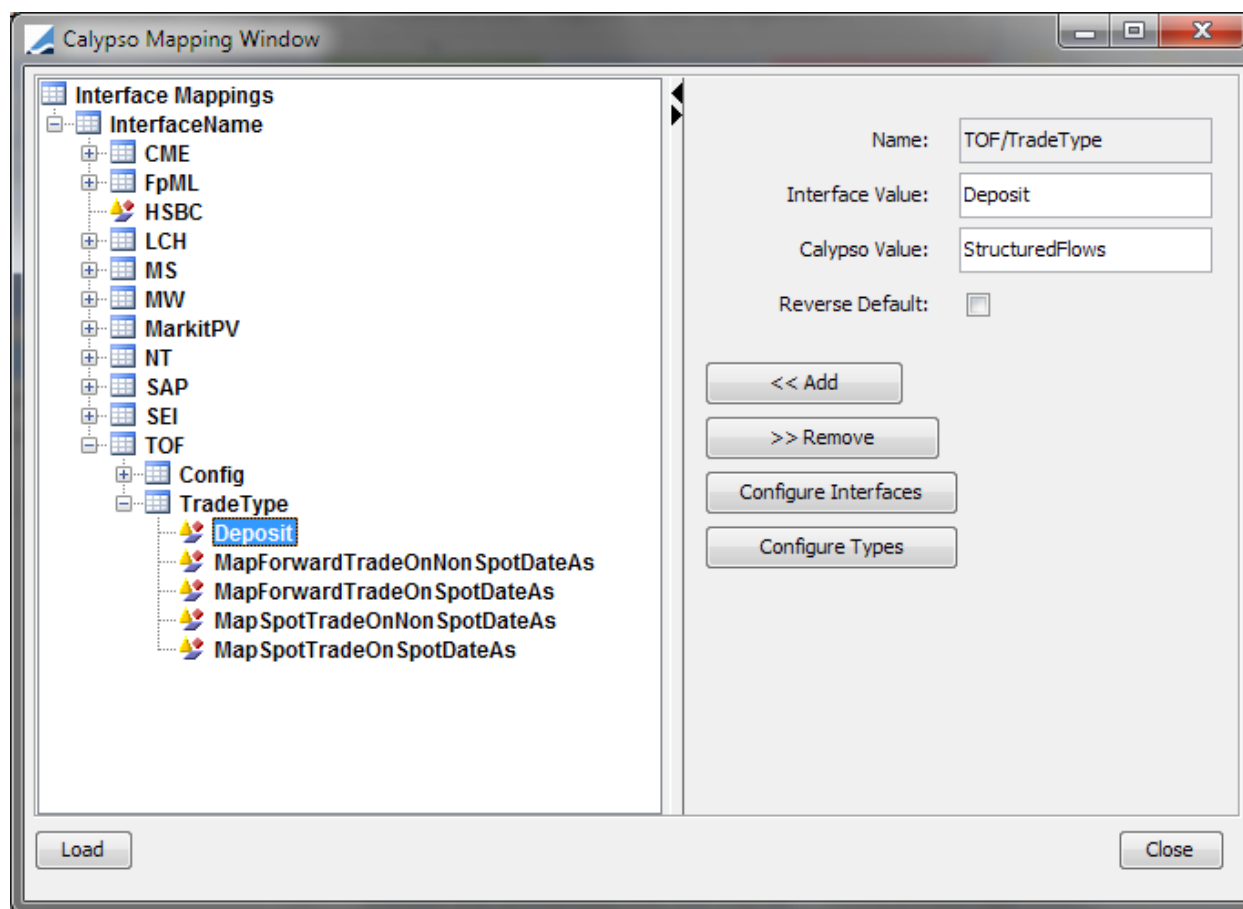 Calypso Mapping Window
Interface Mappings
InterfaceName
CME
FpML
HSBC
LCH
MS
MW
MarkitPV
NT
SAP
SEI
TOF
Config
TradeType
Deposit
MapForwardTradeOnNonSpotDateAs
MapForwardTradeOnSpotDateAs
MapSpotTradeOnNonSpotDateAs
MapSpotTradeOnSpotDateAs
Name: TOF/TradeType
Interface Value: Deposit
Calypso Value: StructuredFlows
Reverse Default:
<< Add
>> Remove
Configure Interfaces
Configure Types
Load
Close